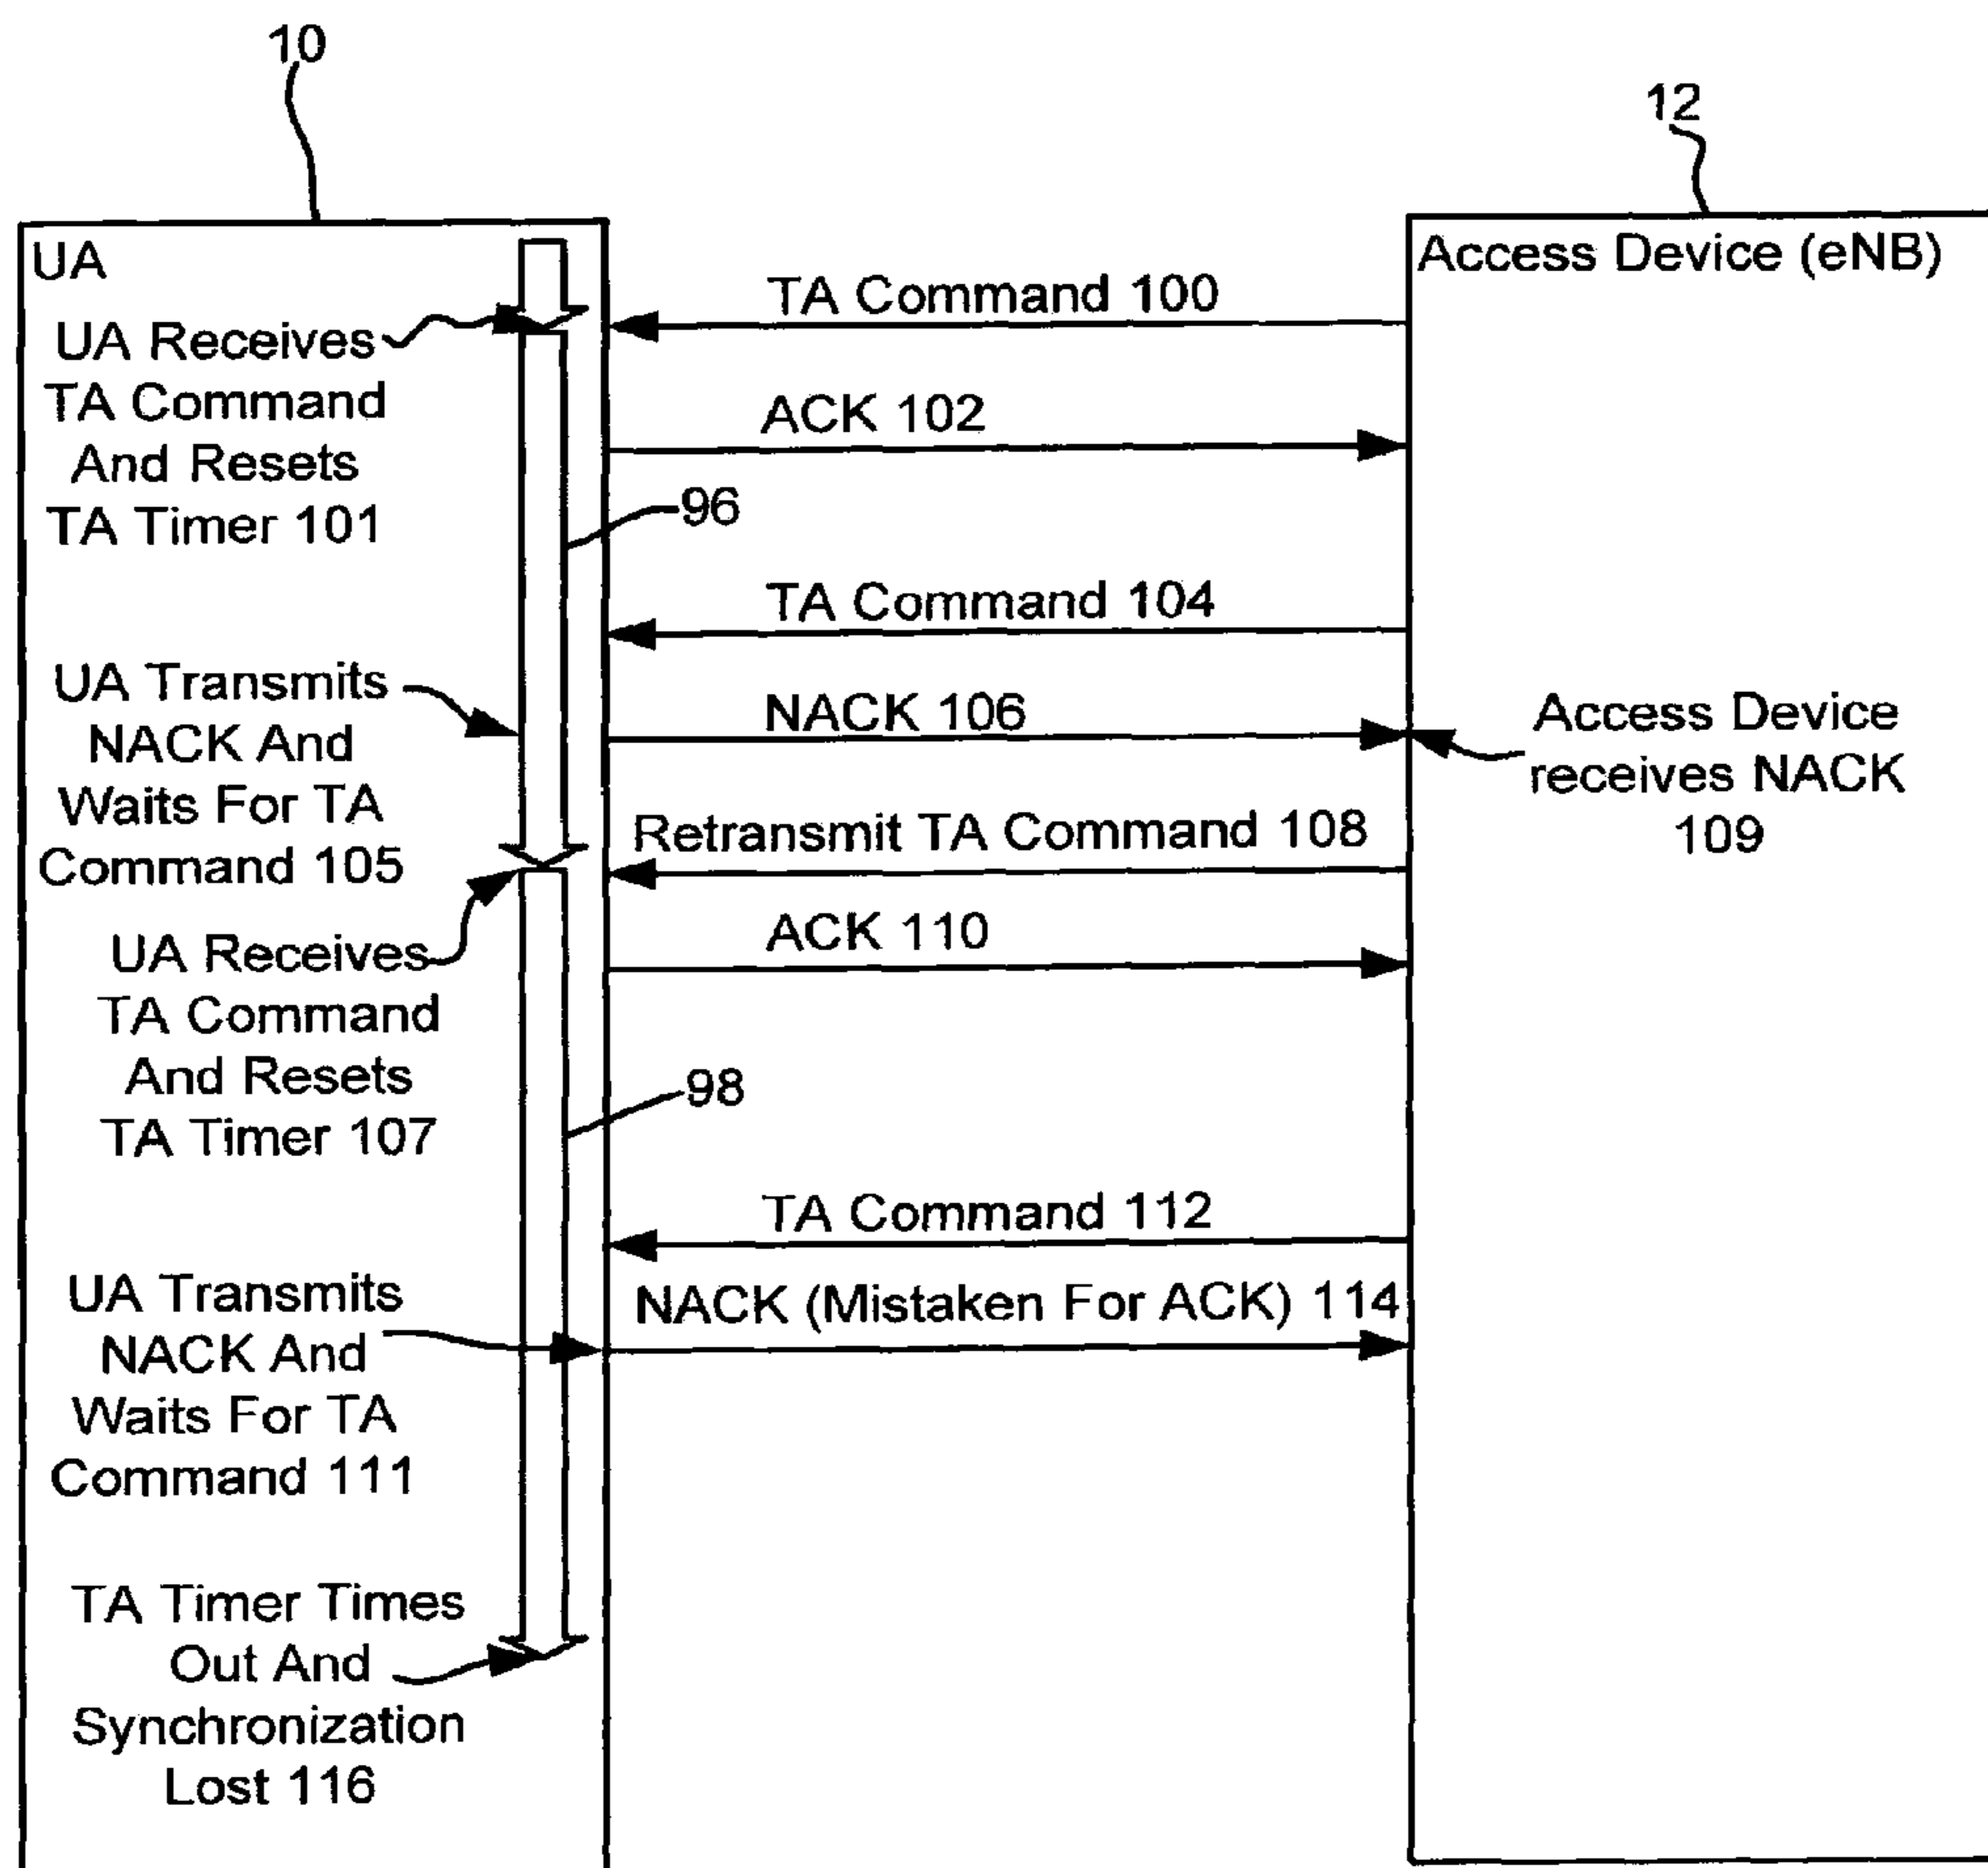 10
12
UA
Access Device (eNB)
TA Command 100
UA Receives
TA Command
And Resets
TA Timer 101
ACK 102
96
TA Command 104
UA Transmits
NACK And
Waits For TA
Command 105
NACK 106
Access Device
receives NACK
109
Retransmit TA Command 108
UA Receives
TA Command
And Resets
TA Timer 107
ACK 110
98
TA Command 112
UA Transmits
NACK And
Waits For TA
Command 111
NACK (Mistaken For ACK) 114
TA Timer Times
Out And
Synchronization
Lost 116